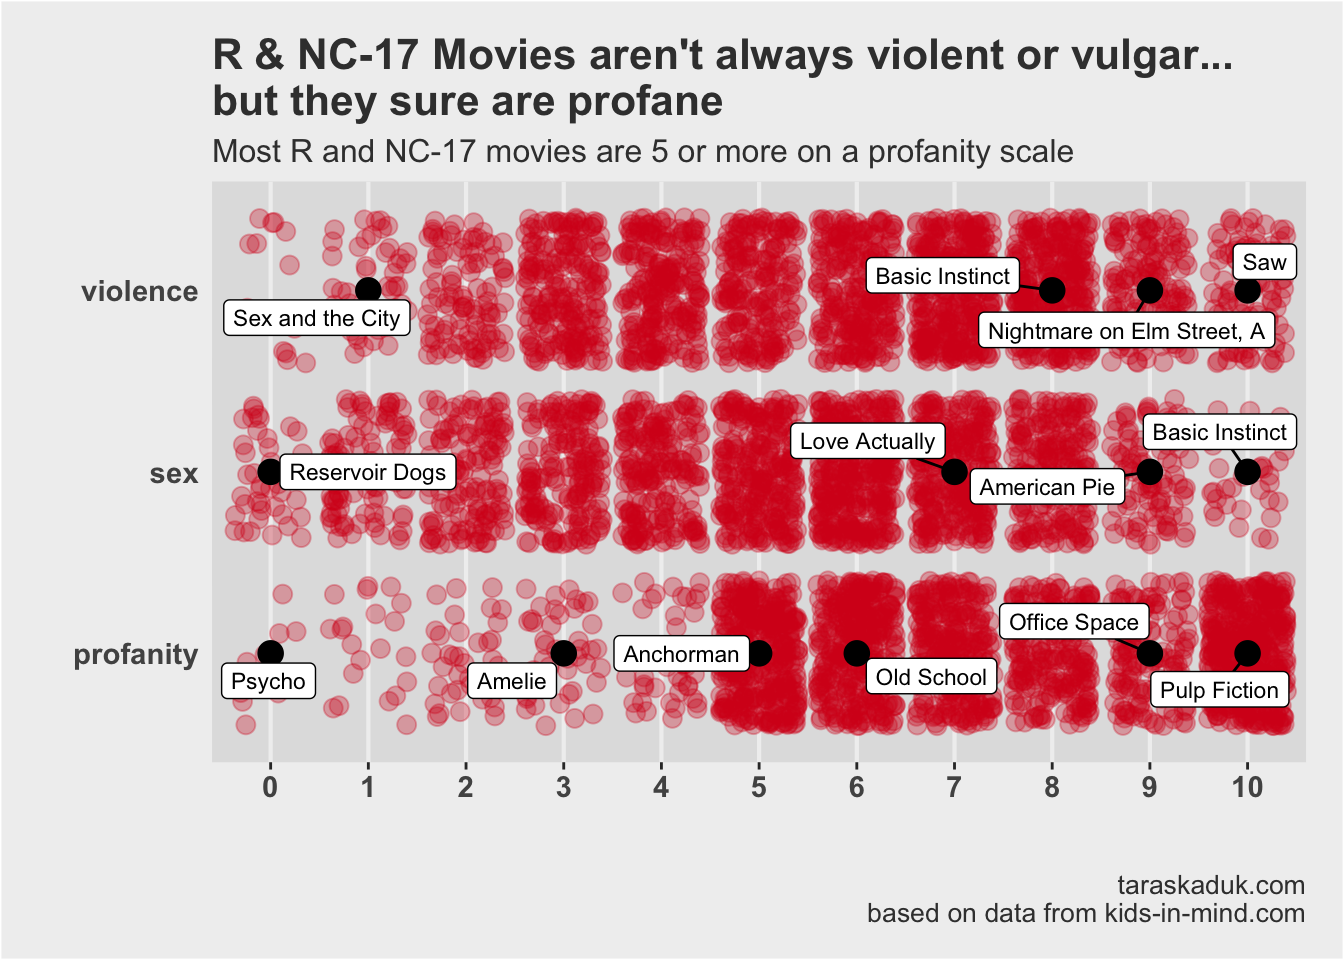 R & NC-17 Movies aren't always violent or vulgar...
but they sure are profane
Most R and NC-17 movies are 5 or more on a profanity scale
violence
Sex and the City
Basic Instinct
Saw
Nightmare on Elm Street, A
sex
Reservoir Dogs
Love Actually
American Pie
Basic Instinct
profanity
Psycho
Amelie
Anchorman
Old School
Office Space
Pulp Fiction
0 1 2 3 4 5 6 7 8 9 10
taraskaduk.com
based on data from kids-in-mind.com